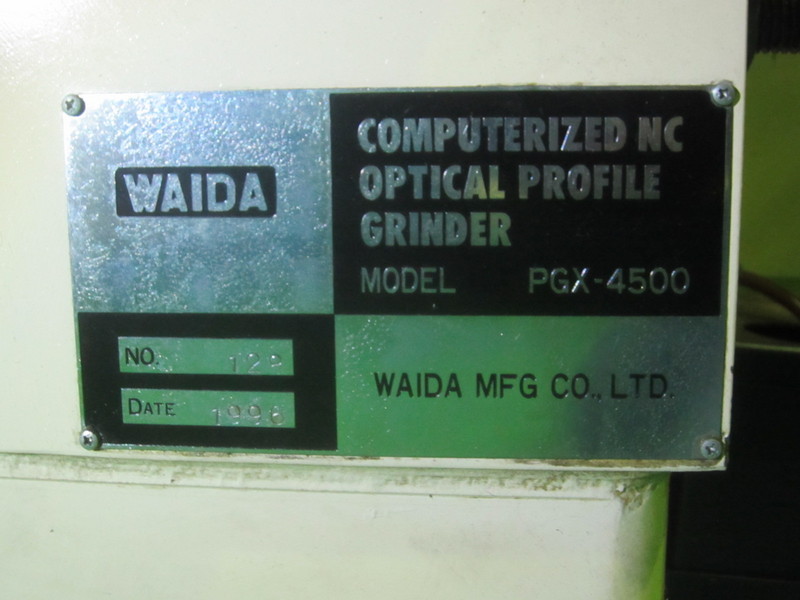 WAIDA
COMPUTERIZED NC
OPTICAL PROFILE
GRINDER
MODEL PGX-4500
NO.
DATE 1996
WAIDA MFG CO., LTD.